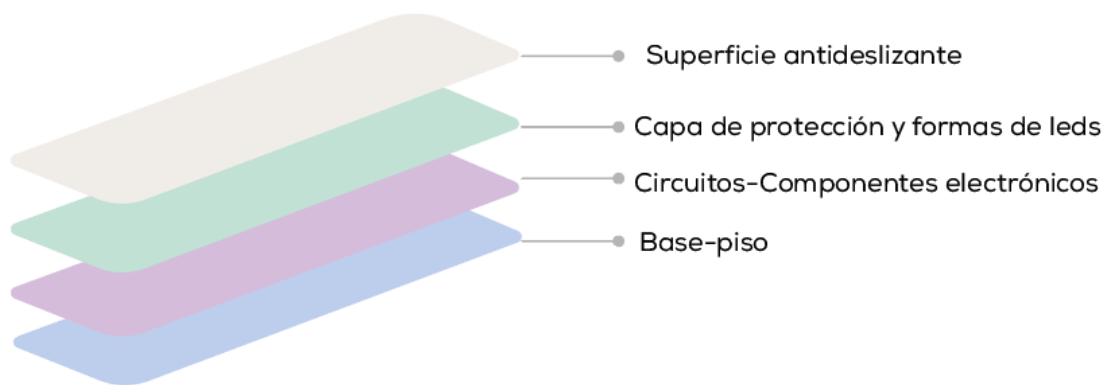 Superficie antideslizante
Capa de protección y formas de leds
Circuitos-Componentes electrónicos
Base-piso